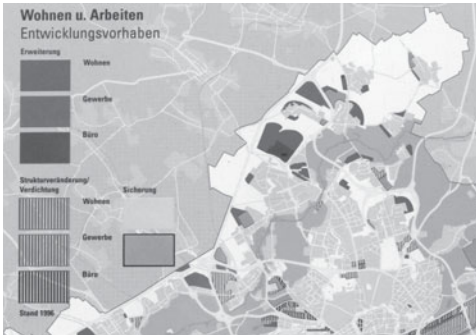 Wohnen u. Arbeiten
Entwicklungsvorhaben
Erweiterung
Wohnen
Gewerbe
Büro
Strukturveränderung/
Verdichtung
Sicherung
Wohnen
Gewerbe
Büro
Stand 1996